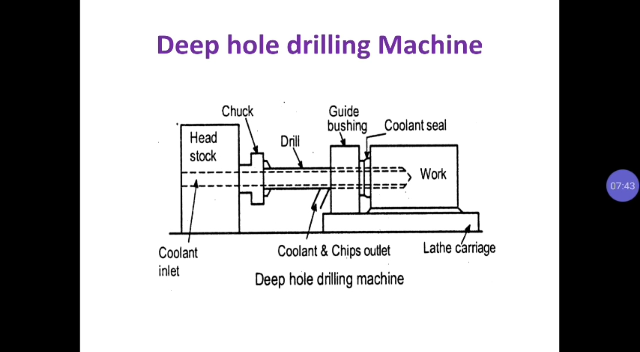 Deep hole drilling Machine
Chuck
Guide
bushing
Coolant seal
Head
stock
Drill
Work
Coolant
inlet
Coolant & Chips outlet
Lathe carriage
Deep hole drilling machine
07:43